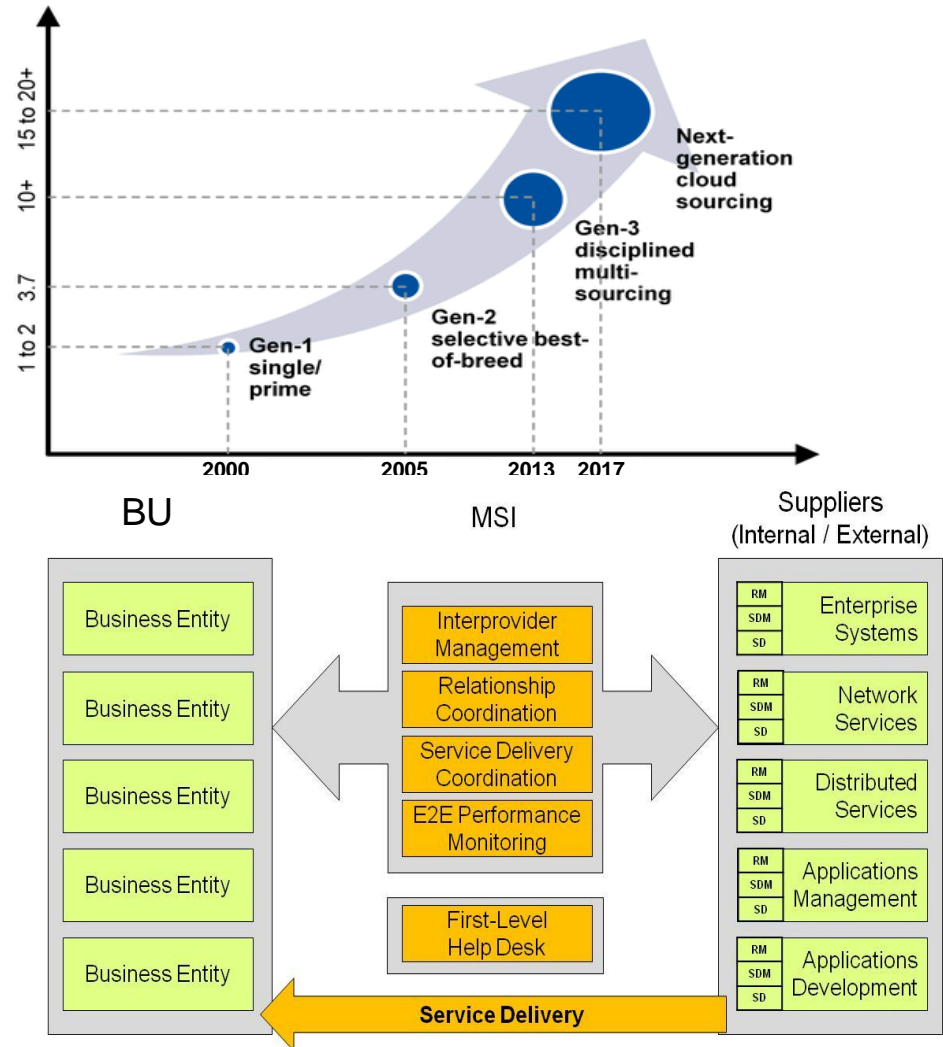 15 to 20+
10+
3.7
1 to 2
Next-
generation
cloud
sourcing
Gen-3
disciplined
multi-
sourcing
Gen-2
selective best-
of-breed
Gen-1
single/
prime
2000
2005
2013
2017
BU
MSI
Suppliers
(Internal / External)
Business Entity
Business Entity
Business Entity
Business Entity
Business Entity
Interprovider
Management
Relationship
Coordination
Service Delivery
Coordination
E2E Performance
Monitoring
First-Level
Help Desk
RM
SDM
SD
Enterprise
Systems
RM
SDM
SD
Network
Services
RM
SDM
SD
Distributed
Services
RM
SDM
SD
Applications
Management
RM
SDM
SD
Applications
Development
Service Delivery